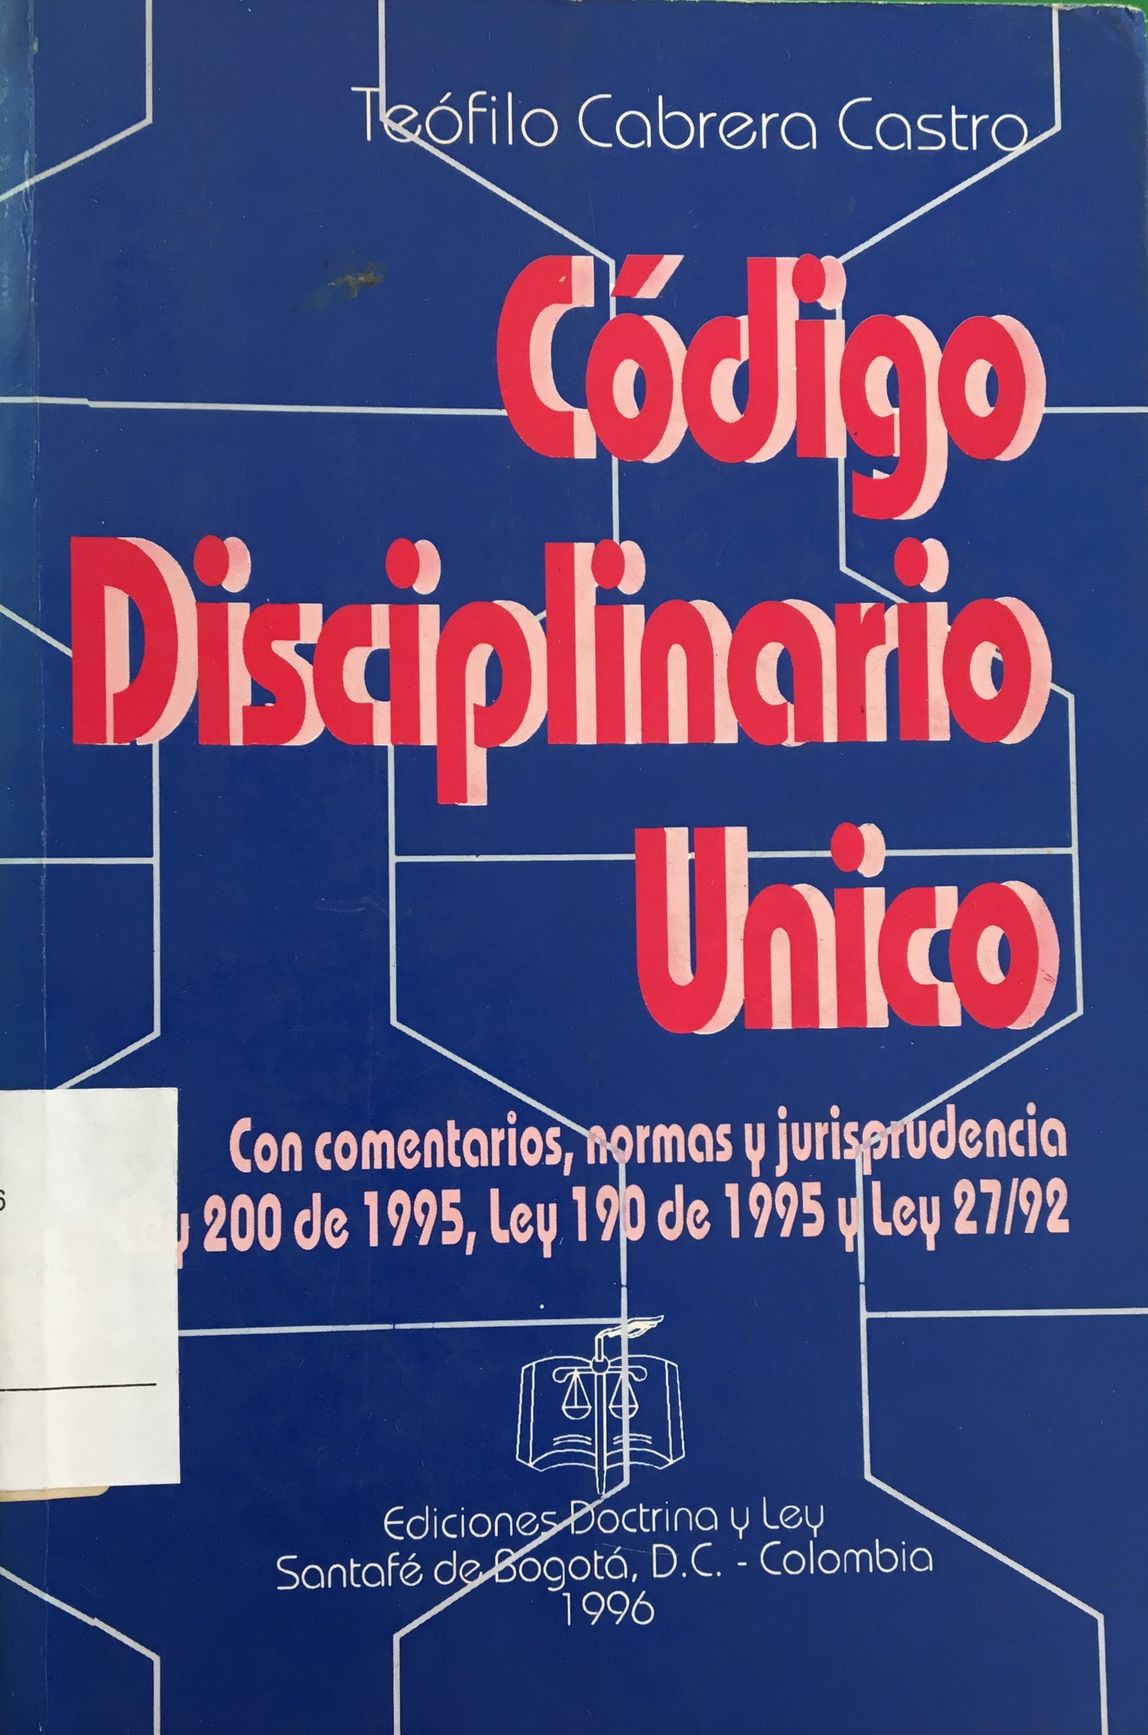 Teófilo Cabrera Castro
Código
Disciplinario
Unico
Con comentarios, normas y jurisprudencia
200 de 1995, Ley 190 de 1995 y Ley 27/92
6
Ediciones Doctrina y Ley
Santafé de Bogotá, D.C. - Colombia
1996